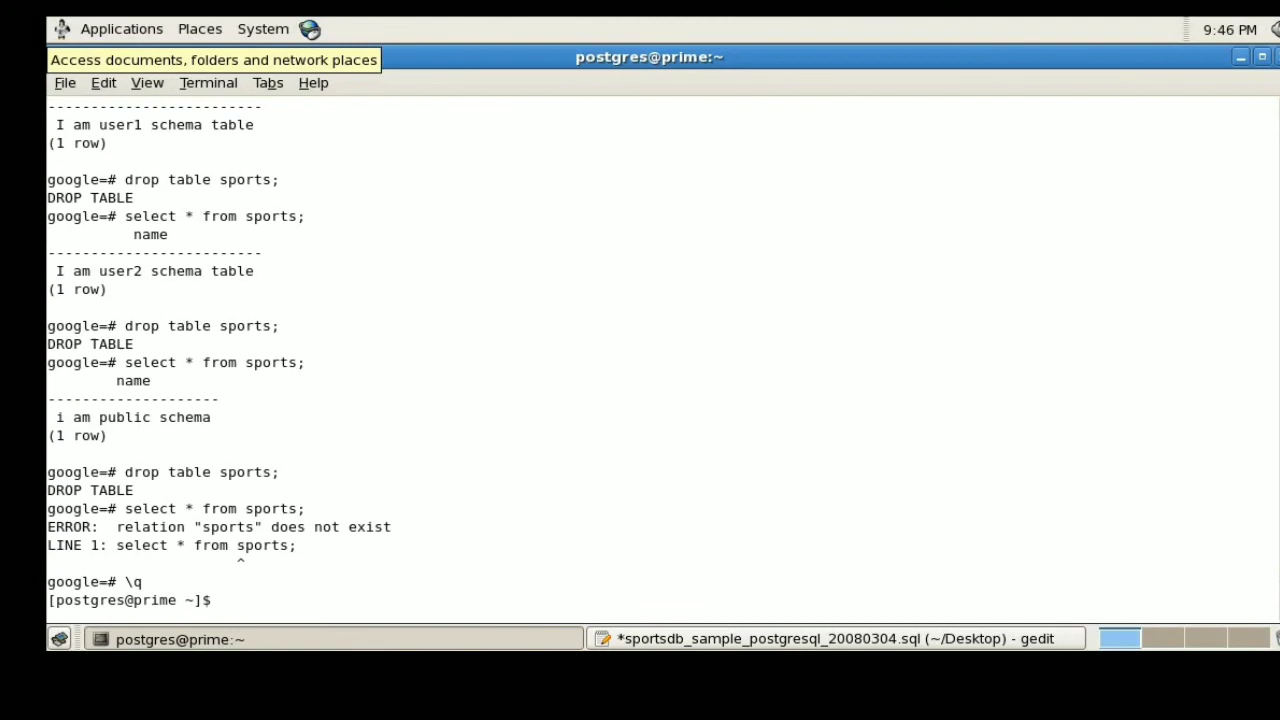 Applications Places System 9:46 PM
Access documents, folders and network places
postgres@prime:~
File Edit View Terminal Tabs Help
-------------------------
I am user1 schema table
(1 row)
google=# drop table sports;
DROP TABLE
google=# select * from sports;
name
-------------------------
I am user2 schema table
(1 row)
google=# drop table sports;
DROP TABLE
google=# select * from sports;
name
--------------------
i am public schema
(1 row)
google=# drop table sports;
DROP TABLE
google=# select * from sports;
ERROR:  relation "sports" does not exist
LINE 1: select * from sports;
^
google=# \q
[postgres@prime ~]$
postgres@prime:~ *sportsdb_sample_postgresql_20080304.sql (~/Desktop) - gedit